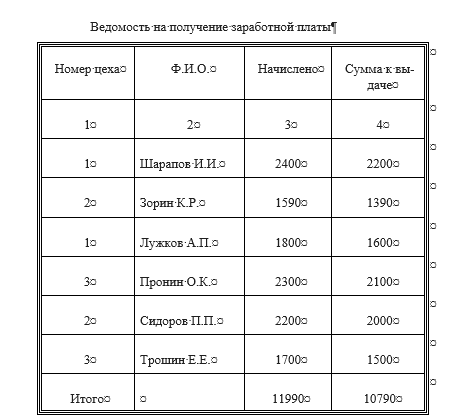 Ведомость на получение заработной платы¶
Номер цеха¤ Ф.И.О.¤ Начислено¤ Сумма к вы-
даче¤ ¤
1¤ 2¤ 3¤ 4¤ ¤
1¤ Шарапов И.И.¤ 2400¤ 2200¤ ¤
2¤ Зорин К.Р.¤ 1590¤ 1390¤ ¤
1¤ Лужков А.П.¤ 1800¤ 1600¤ ¤
3¤ Пронин О.К.¤ 2300¤ 2100¤ ¤
2¤ Сидоров П.П.¤ 2200¤ 2000¤ ¤
3¤ Трошин Е.Е.¤ 1700¤ 1500¤ ¤
Итого¤ ¤ 11990¤ 10790¤ ¤